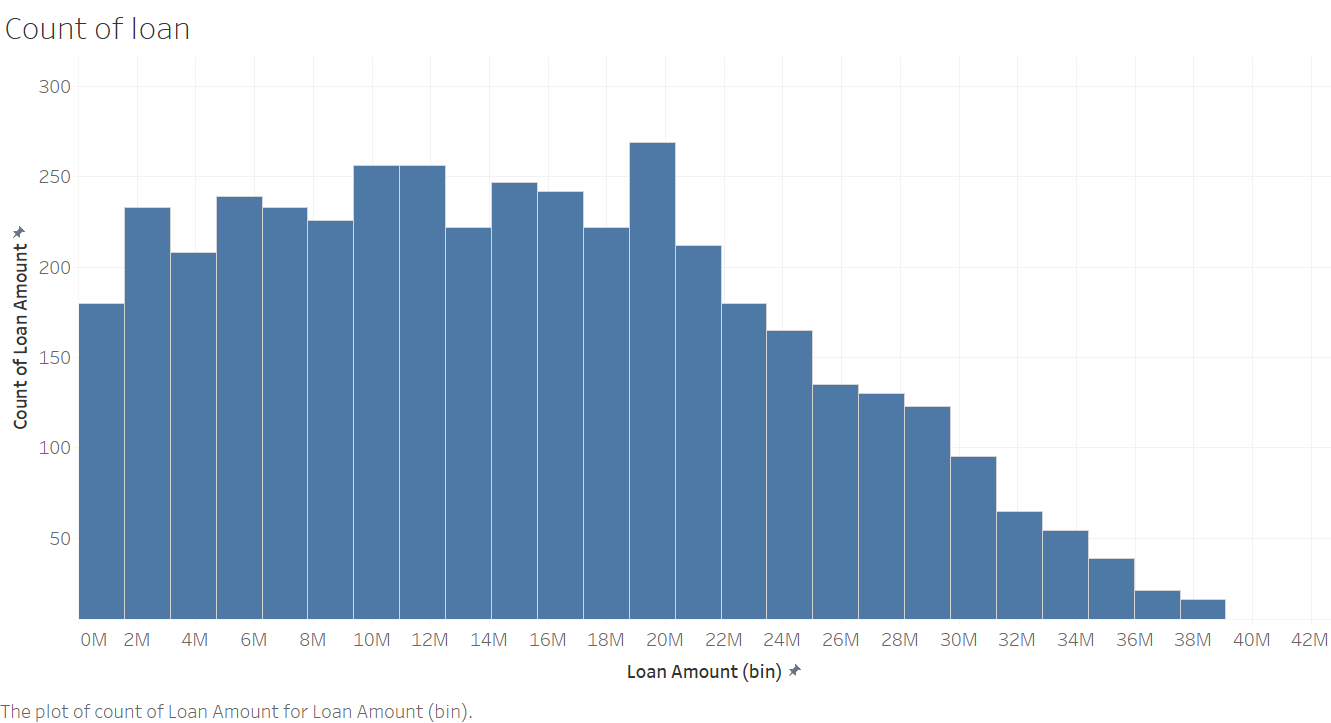 Count of loan
300
250
200
150
100
50
Count of Loan Amount
0M 2M 4M 6M 8M 10M 12M 14M 16M 18M 20M 22M 24M 26M 28M 30M 32M 34M 36M 38M 40M 42M
Loan Amount (bin)
The plot of count of Loan Amount for Loan Amount (bin).